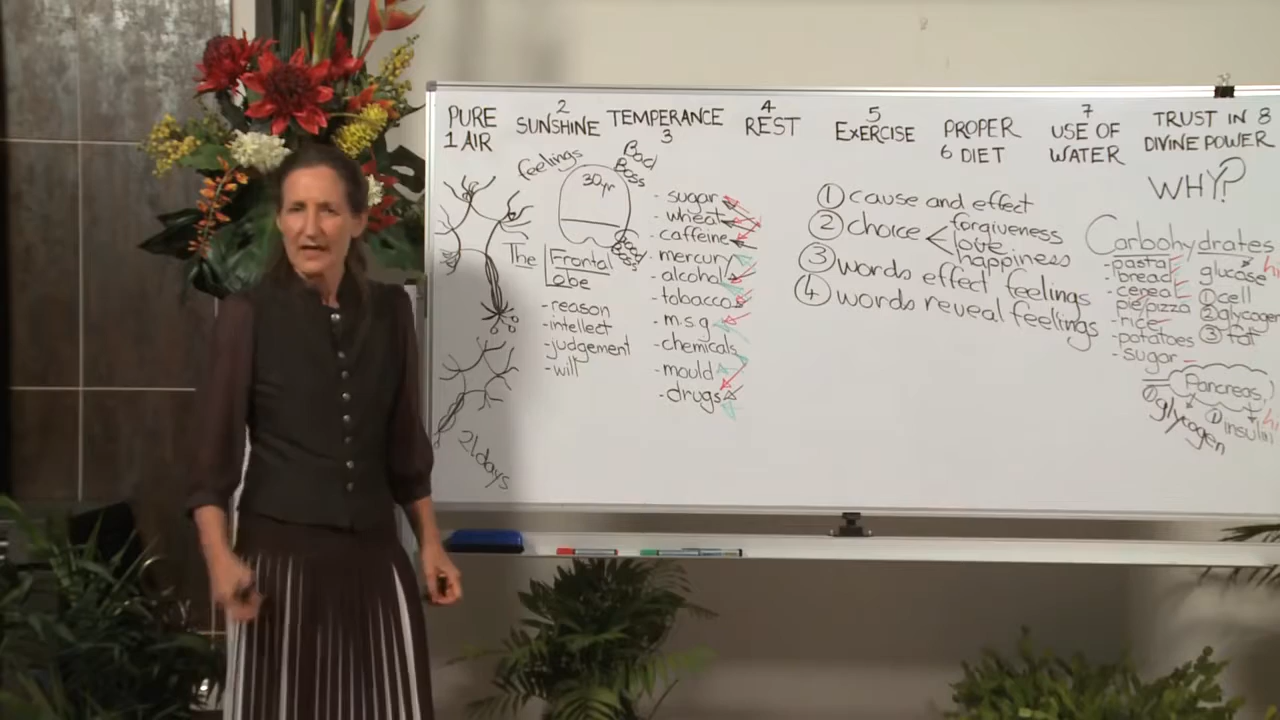 PURE
1 AIR
2
SUNSHINE
TEMPERANCE
3
4
REST
5
EXERCISE
PROPER
6 DIET
7
USE OF
WATER
TRUST IN 8
DIVINE POWER
WHY?
feelings
Bad
Boss
30yr
The Frontal
lobe
-reason
-intellect
-judgement
-will
21days
-sugar
-wheat
-caffeine
-mercury
-alcohol
-tobacco
-m.s.g
-chemicals
-mould
-drugs
1 cause and effect
2 choice < forgiveness
love
happiness
3 words effect feelings
4 words reveal feelings
Carbohydrates
-pasta
-bread
-cereal
pie/pizza
-rice
-potatoes
-sugar
glucose
1 cell
2 glycogen
3 fat
Pancreas
2 glycogen
1 insulin
hi
hi